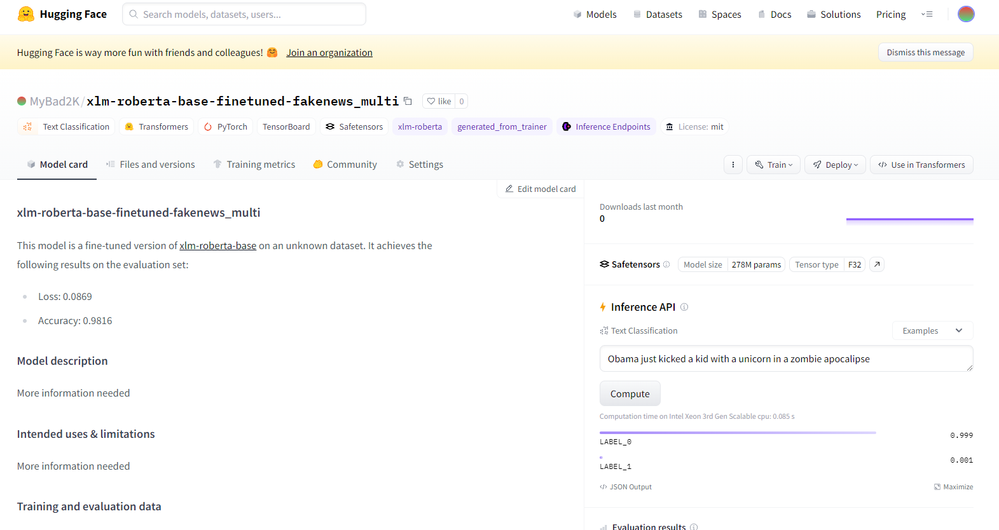 Hugging Face
Search models, datasets, users...
Models
Datasets
Spaces
Docs
Solutions
Pricing
Hugging Face is way more fun with friends and colleagues! 🤗 Join an organization
Dismiss this message
MyBad2K/xlm-roberta-base-finetuned-fakenews_multi
like 0
Text Classification
Transformers
PyTorch
TensorBoard
Safetensors
xlm-roberta
generated_from_trainer
Inference Endpoints
License: mit
Model card
Files and versions
Training metrics
Community
Settings
Train
Deploy
Use in Transformers
Edit model card
xlm-roberta-base-finetuned-fakenews_multi
This model is a fine-tuned version of xlm-roberta-base on an unknown dataset. It achieves the
following results on the evaluation set:
Loss: 0.0869
Accuracy: 0.9816
Model description
More information needed
Intended uses & limitations
More information needed
Training and evaluation data
Downloads last month
0
Safetensors
Model size 278M params
Tensor type F32
Inference API
Text Classification
Examples
Obama just kicked a kid with a unicorn in a zombie apocalipse
Compute
Computation time on Intel Xeon 3rd Gen Scalable cpu: 0.085 s
LABEL_0 0.999
LABEL_1 0.001
JSON Output
Maximize
Evaluation results